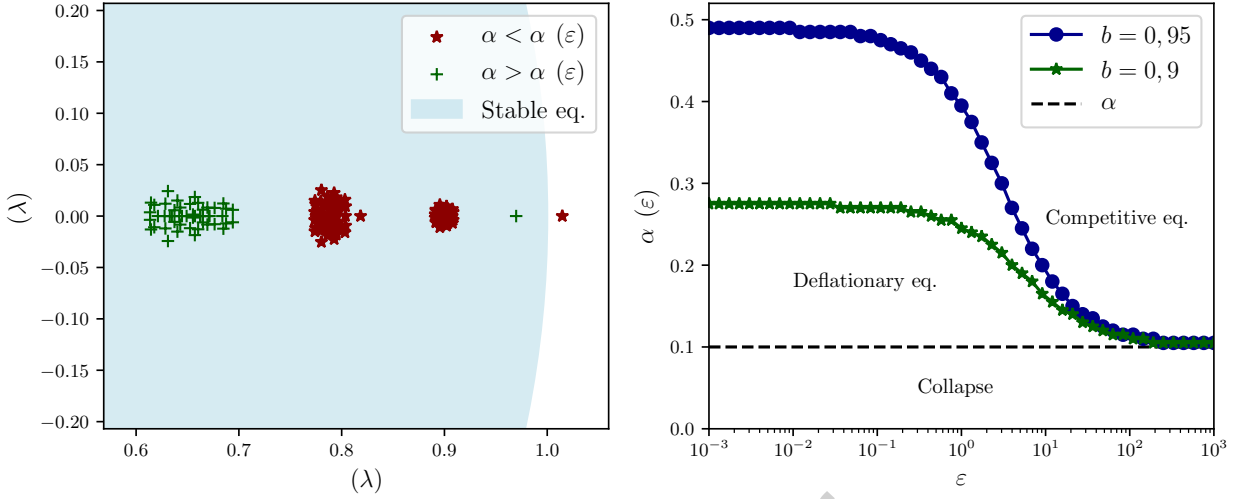 0.20
0.15
0.10
0.05
0.00
−0.05
−0.10
−0.15
−0.20
(λ)
0.6 0.7 0.8 0.9 1.0
(λ)
α < α (ε)
α > α (ε)
Stable eq.
0.5
0.4
0.3
0.2
0.1
0.0
α (ε)
b = 0, 95
b = 0, 9
α
Competitive eq.
Deflationary eq.
Collapse
10⁻³ 10⁻² 10⁻¹ 10⁰ 10¹ 10² 10³
ε